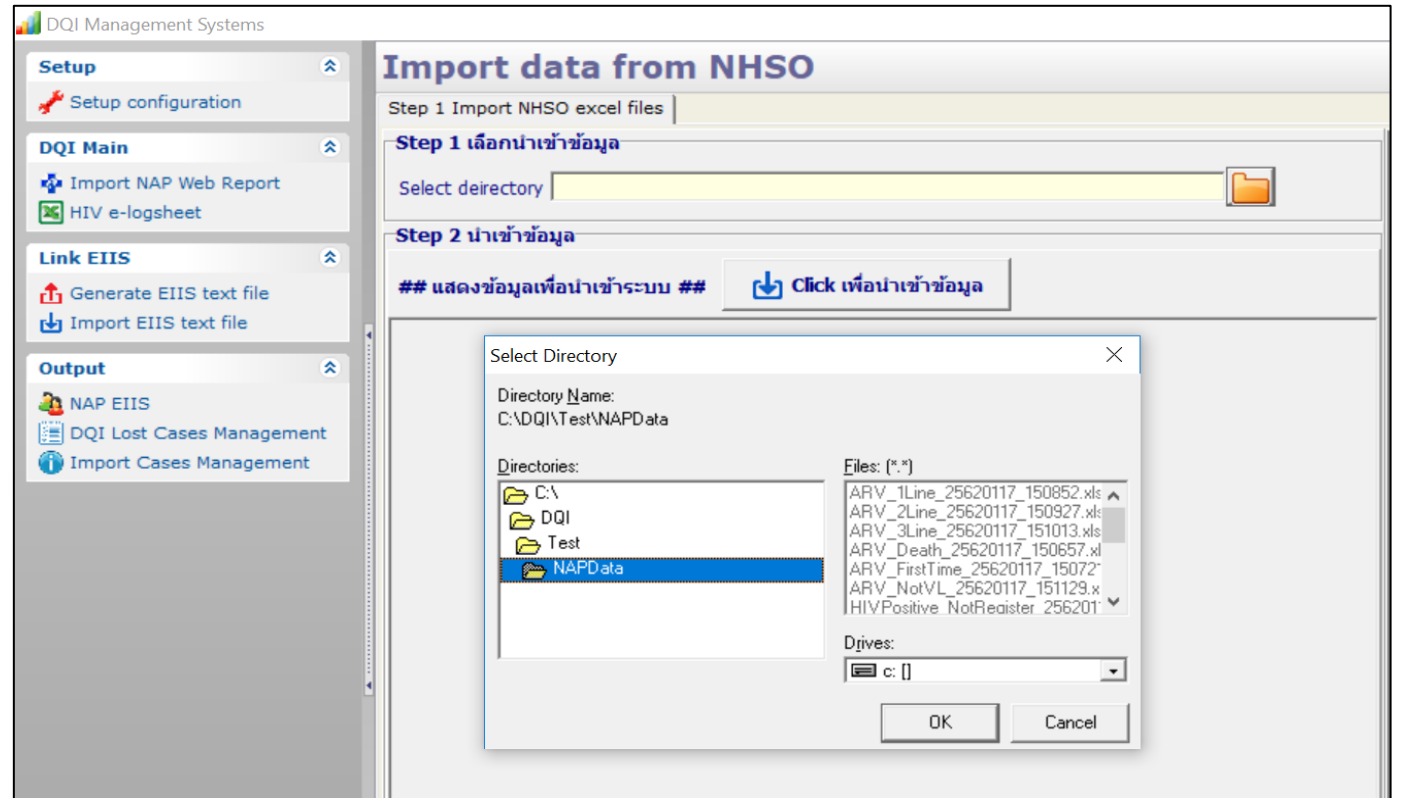 DQI Management Systems
Setup
Setup configuration
DQI Main
Import NAP Web Report
HIV e-logsheet
Link EIIS
Generate EIIS text file
Import EIIS text file
Output
NAP EIIS
DQI Lost Cases Management
Import Cases Management
Import data from NHSO
Step 1 Import NHSO excel files
Step 1 เลือกนำเข้าข้อมูล
Select deirectory
Step 2 นำเข้าข้อมูล
## แสดงข้อมูลเพื่อนำเข้าระบบ ## Click เพื่อนำเข้าข้อมูล
Select Directory
Directory Name:
C:\DQI\Test\NAPData
Directories:
C:\
DQI
Test
NAPData
Files: (*.*)
ARV_1Line_25620117_150852.xls
ARV_2Line_25620117_150927.xls
ARV_3Line_25620117_151013.xls
ARV_Death_25620117_150657.xl
ARV_FirstTime_25620117_15072
ARV_NotVL_25620117_151129.x
HIVPositive_NotRegister_256201
Drives:
c: []
OK Cancel